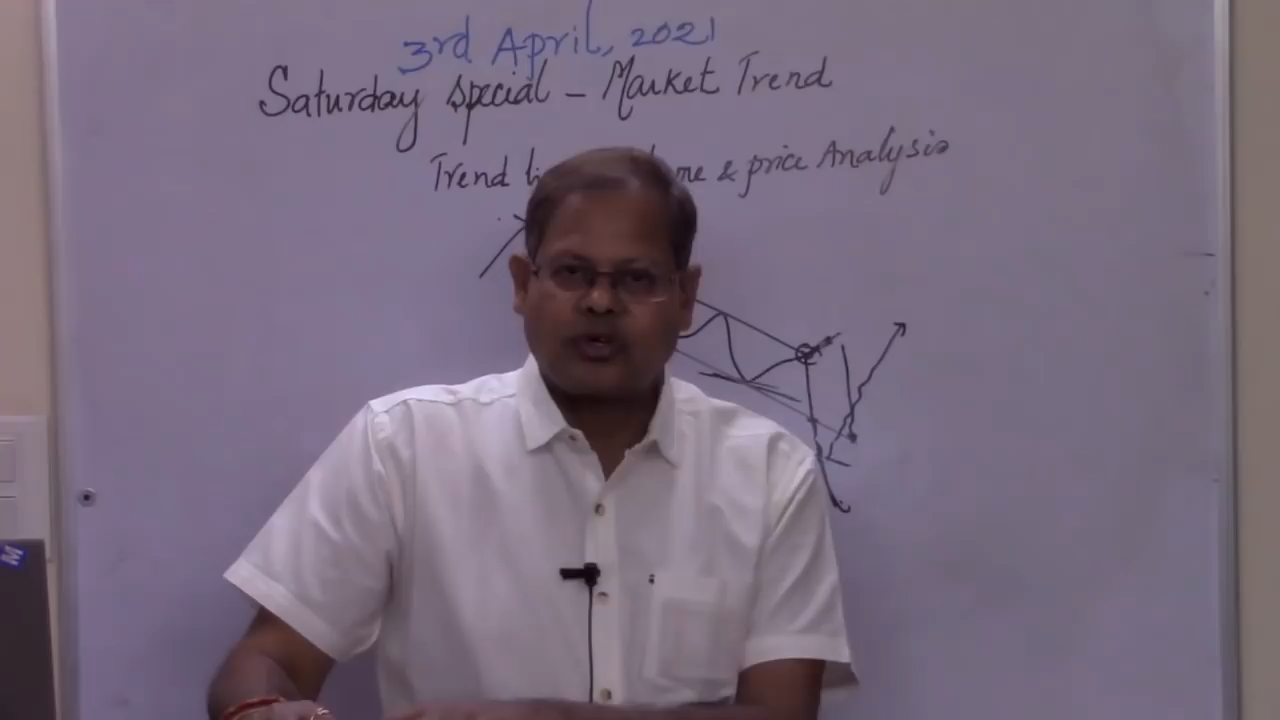 3rd April, 2021
Saturday special - Market Trend
Trend & price Analysis
M